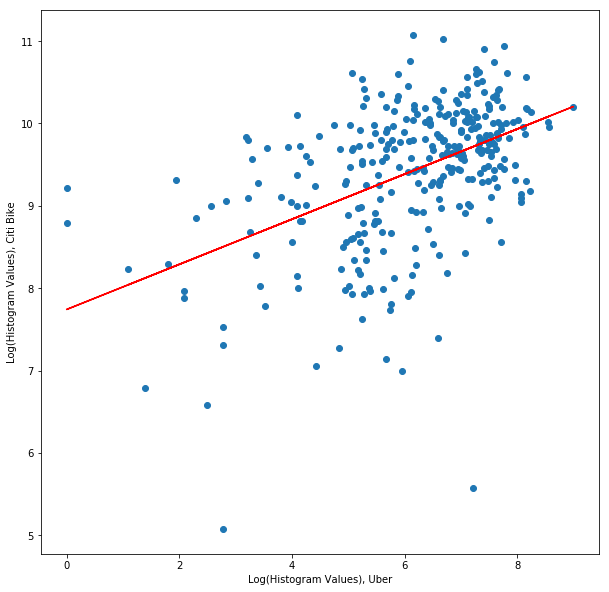 11
10
9
8
7
6
5
Log(Histogram Values), Citi Bike
0 2 4 6 8
Log(Histogram Values), Uber